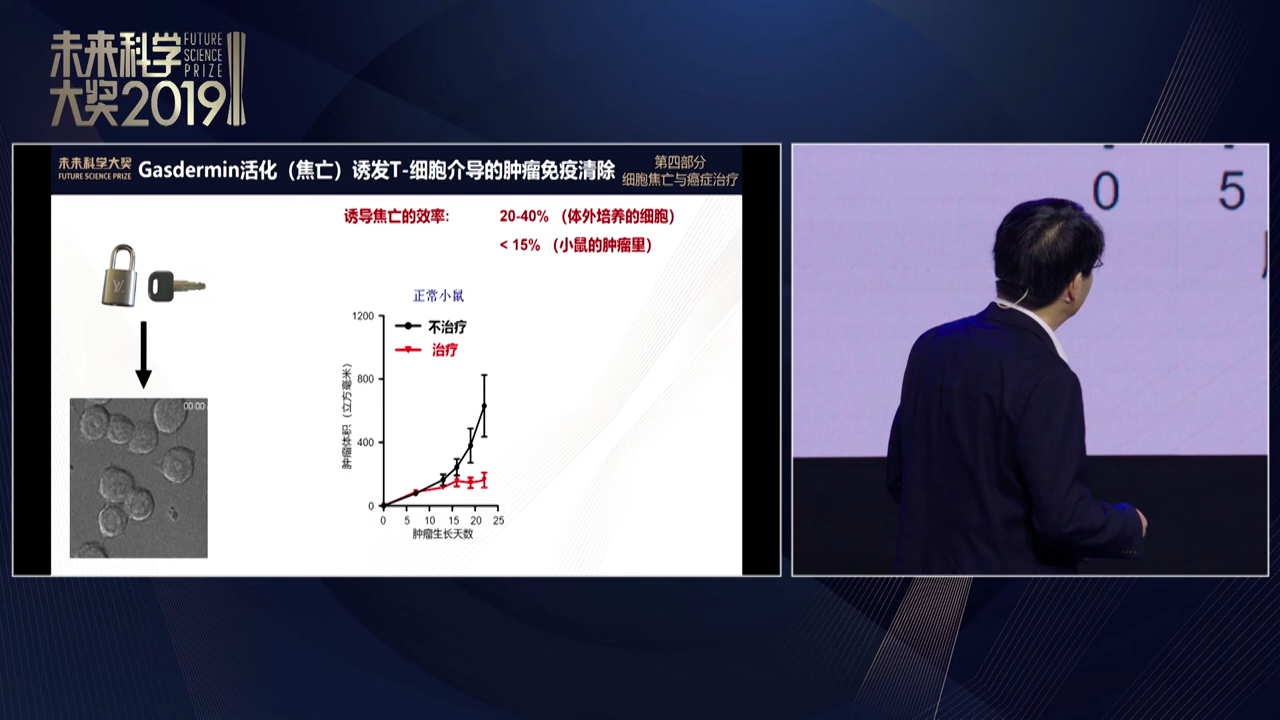 未来科学
大奖2019
FUTURE
SCIENCE
PRIZE
未来科学大奖
FUTURE SCIENCE PRIZE
Gasdermin活化（焦亡）诱发T-细胞介导的肿瘤免疫清除
第四部分
细胞焦亡与癌症治疗
诱导焦亡的效率:
20-40% （体外培养的细胞）
< 15% （小鼠的肿瘤里）
正常小鼠
不治疗
治疗
肿瘤体积（立方毫米）
1200
800
400
0
0 5 10 15 20 25
肿瘤生长天数
LV
00:00
0 5